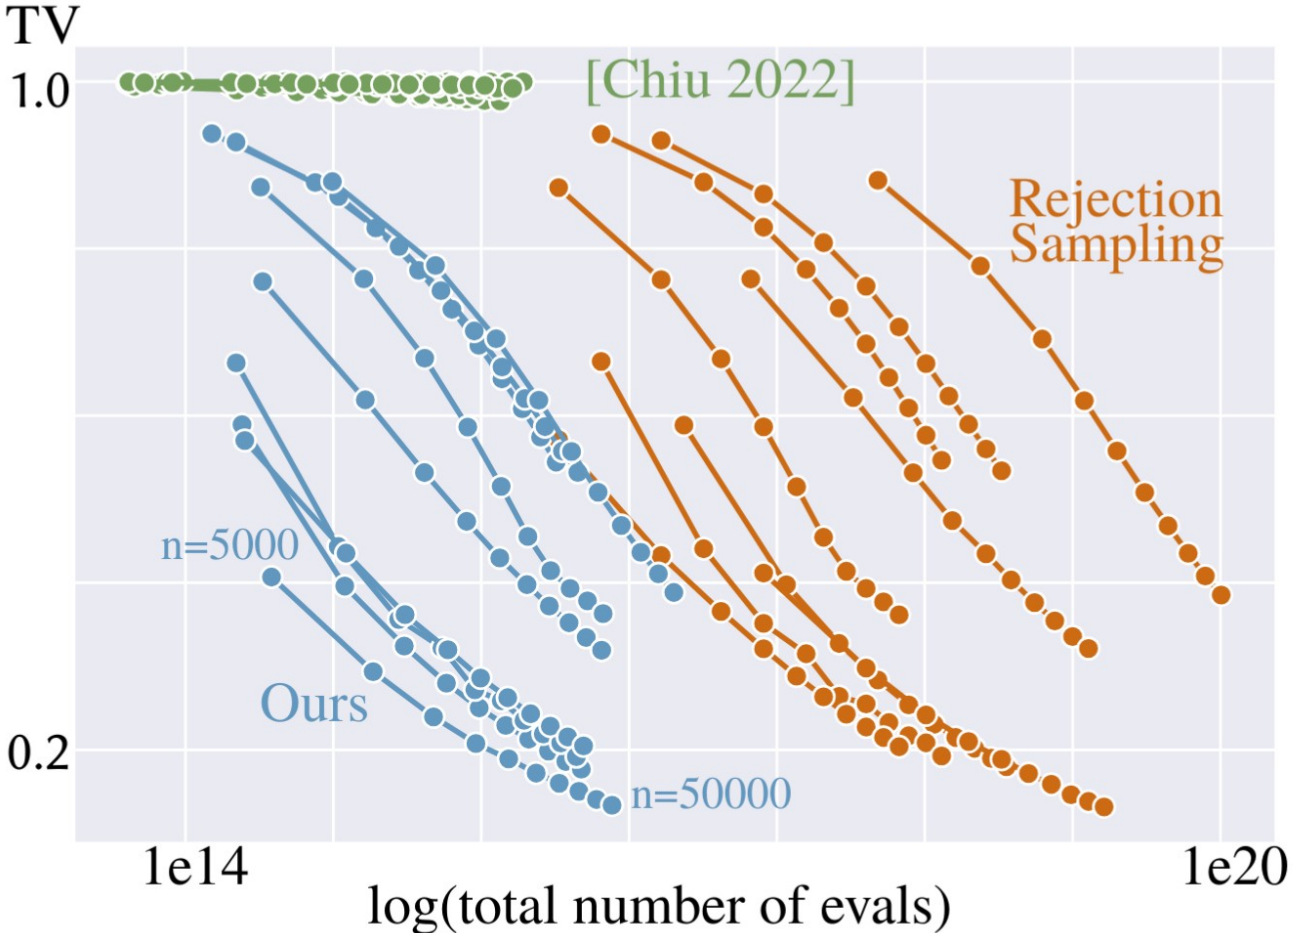 TV
1.0
[Chiu 2022]
Rejection
Sampling
n=5000
Ours
0.2
n=50000
1e14
1e20
log(total number of evals)